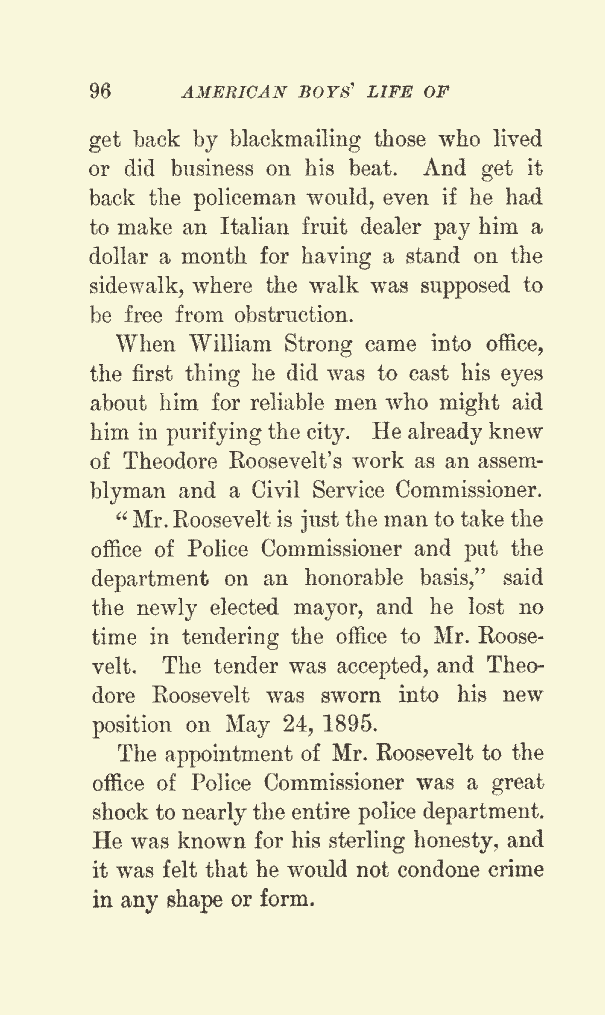 96 AMERICAN BOYS' LIFE OF
get back by blackmailing those who lived
or did business on his beat. And get it
back the policeman would, even if he had
to make an Italian fruit dealer pay him a
dollar a month for having a stand on the
sidewalk, where the walk was supposed to
be free from obstruction.
When William Strong came into office,
the first thing he did was to cast his eyes
about him for reliable men who might aid
him in purifying the city. He already knew
of Theodore Roosevelt's work as an assem-
blyman and a Civil Service Commissioner.
“Mr. Roosevelt is just the man to take the
office of Police Commissioner and put the
department on an honorable basis,” said
the newly elected mayor, and he lost no
time in tendering the office to Mr. Roose-
velt. The tender was accepted, and Theo-
dore Roosevelt was sworn into his new
position on May 24, 1895.
The appointment of Mr. Roosevelt to the
office of Police Commissioner was a great
shock to nearly the entire police department.
He was known for his sterling honesty, and
it was felt that he would not condone crime
in any shape or form.